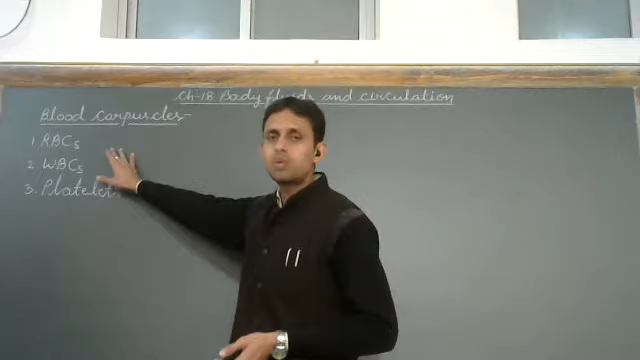 Ch-18 Body fluids and circulation
Blood Corpuscles-
1 RBCs
2 WBCs
3. Platelet